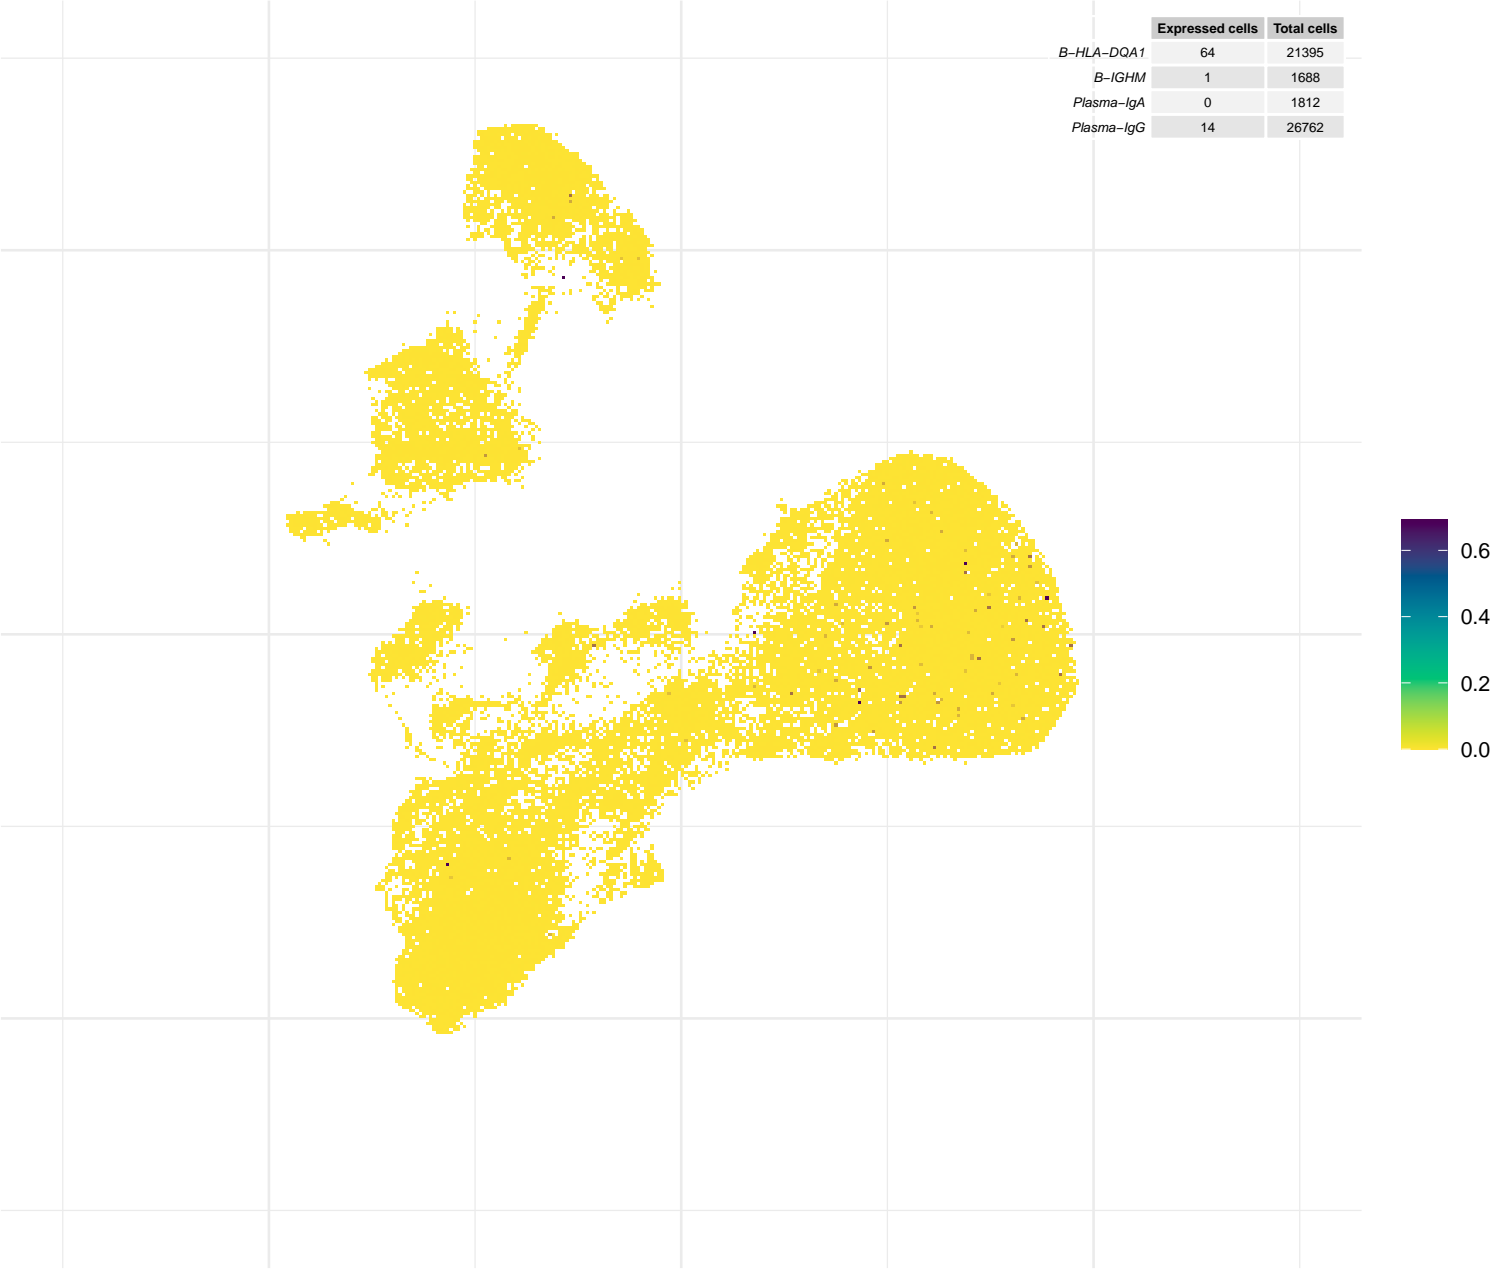 Expressed cells Total cells
B−HLA−DQA1 64 21395
B−IGHM 1 1688
Plasma−IgA 0 1812
Plasma−IgG 14 26762
0.6
0.4
0.2
0.0